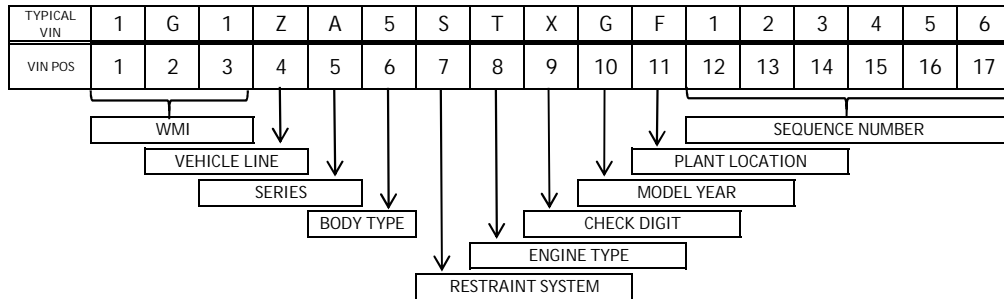 TYPICAL VIN 1 G 1 Z A 5 S T X G F 1 2 3 4 5 6
VIN POS 1 2 3 4 5 6 7 8 9 10 11 12 13 14 15 16 17
WMI SEQUENCE NUMBER
VEHICLE LINE PLANT LOCATION
SERIES MODEL YEAR
BODY TYPE CHECK DIGIT
ENGINE TYPE
RESTRAINT SYSTEM